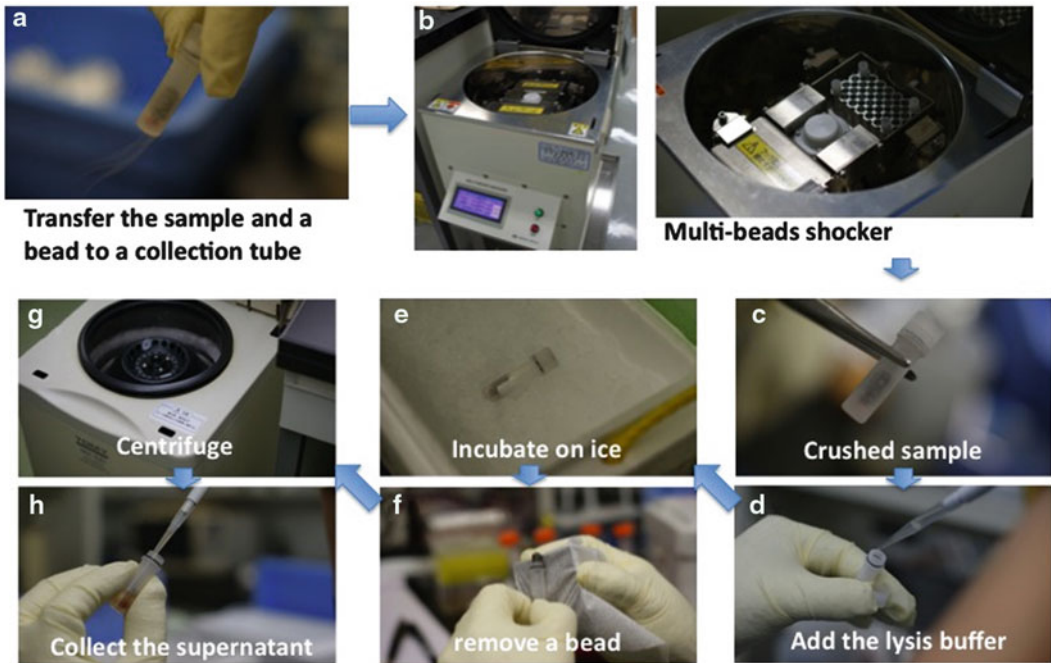 a
Transfer the sample and a
bead to a collection tube
b
Multi-beads shocker
c
Crushed sample
d
Add the lysis buffer
e
Incubate on ice
f
remove a bead
g
Centrifuge
h
Collect the supernatant